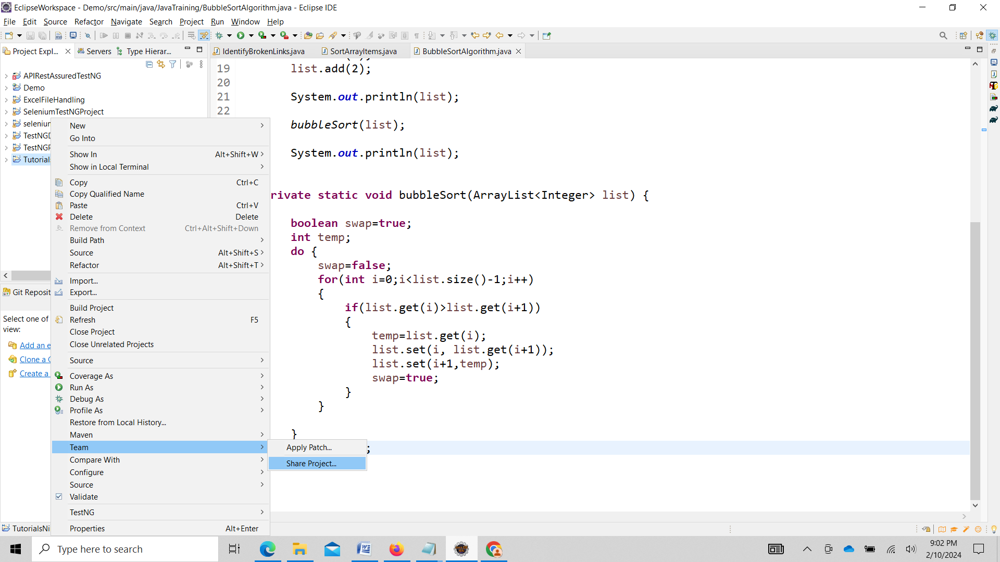 EclipseWorkspace - Demo/src/main/java/JavaTraining/BubbleSortAlgorithm.java - Eclipse IDE
File Edit Source Refactor Navigate Search Project Run Window Help
Project Expl... Servers Type Hierar...
IdentifyBrokenLinks.java SortArrayItems.java BubbleSortAlgorithm.java
APIRestAssuredTestNG
Demo
ExcelFileHandling
SeleniumTestNGProject
seleniur
TestNG
TestNG
Tutorial
Git Reposit
Select one of
view:
Add an e
Clone a
Create a
TutorialsNi
New
Go Into
Show In Alt+Shift+W
Show in Local Terminal
Copy Ctrl+C
Copy Qualified Name
Paste Ctrl+V
Delete Delete
Remove from Context Ctrl+Alt+Shift+Down
Build Path
Source Alt+Shift+S
Refactor Alt+Shift+T
Import...
Export...
Build Project
Refresh F5
Close Project
Close Unrelated Projects
Source
Coverage As
Run As
Debug As
Profile As
Restore from Local History...
Maven
Team
Compare With
Configure
Source
Validate
TestNG
Properties Alt+Enter
Apply Patch...
Share Project...
19 list.add(2);
20
21 System.out.println(list);
22
bubbleSort(list);
System.out.println(list);
rivate static void bubbleSort(ArrayList<Integer> list) {
boolean swap=true;
int temp;
do {
swap=false;
for(int i=0;i<list.size()-1;i++)
{
if(list.get(i)>list.get(i+1))
{
temp=list.get(i);
list.set(i, list.get(i+1));
list.set(i+1,temp);
swap=true;
}
}
}
;
Type here to search
9:02 PM
2/10/2024